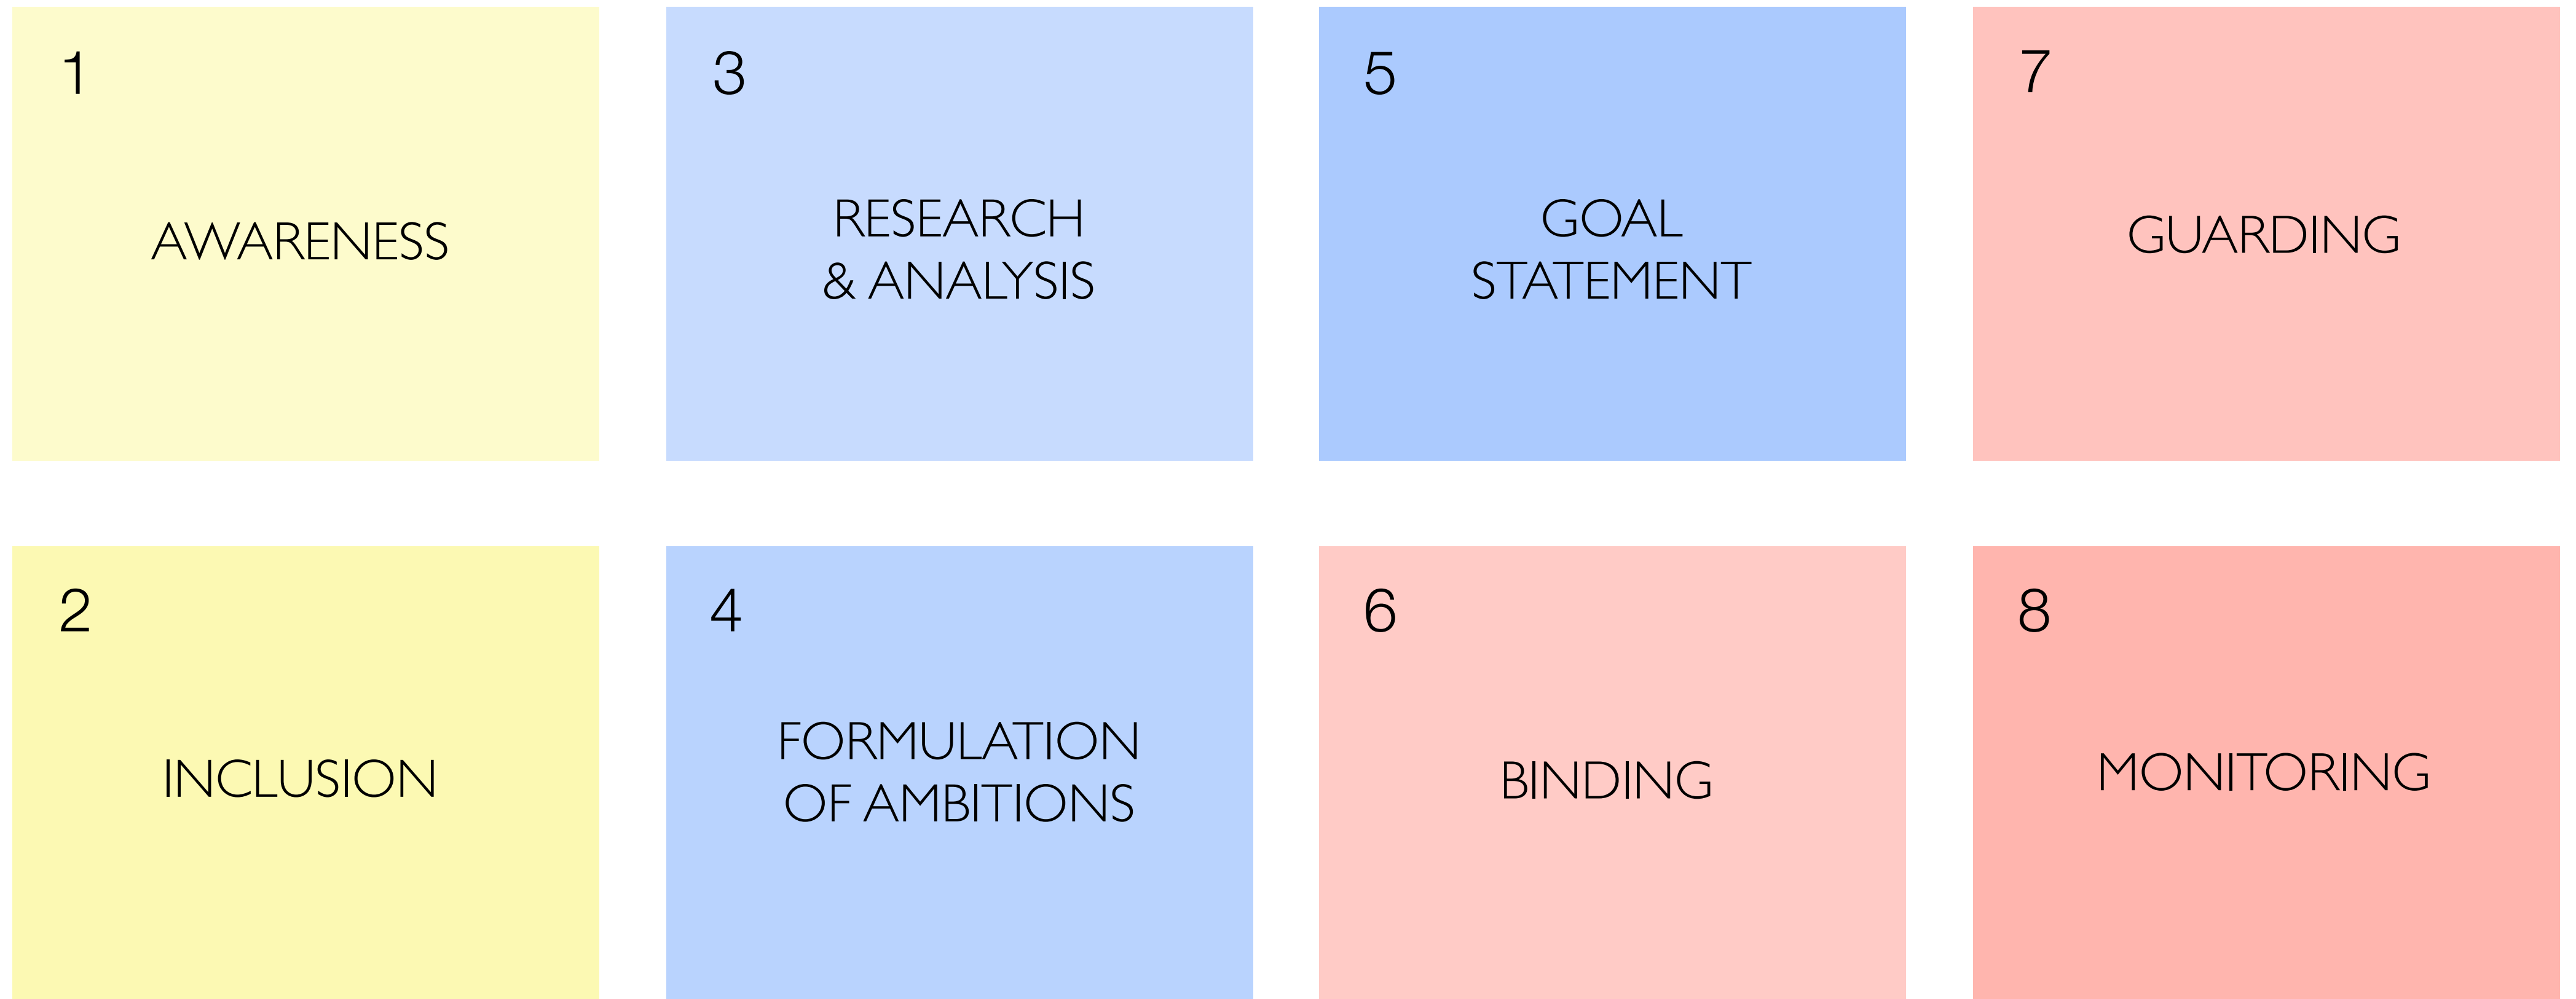 1
AWARENESS
2
INCLUSION
3
RESEARCH
& ANALYSIS
4
FORMULATION
OF AMBITIONS
5
GOAL
STATEMENT
6
BINDING
7
GUARDING
8
MONITORING